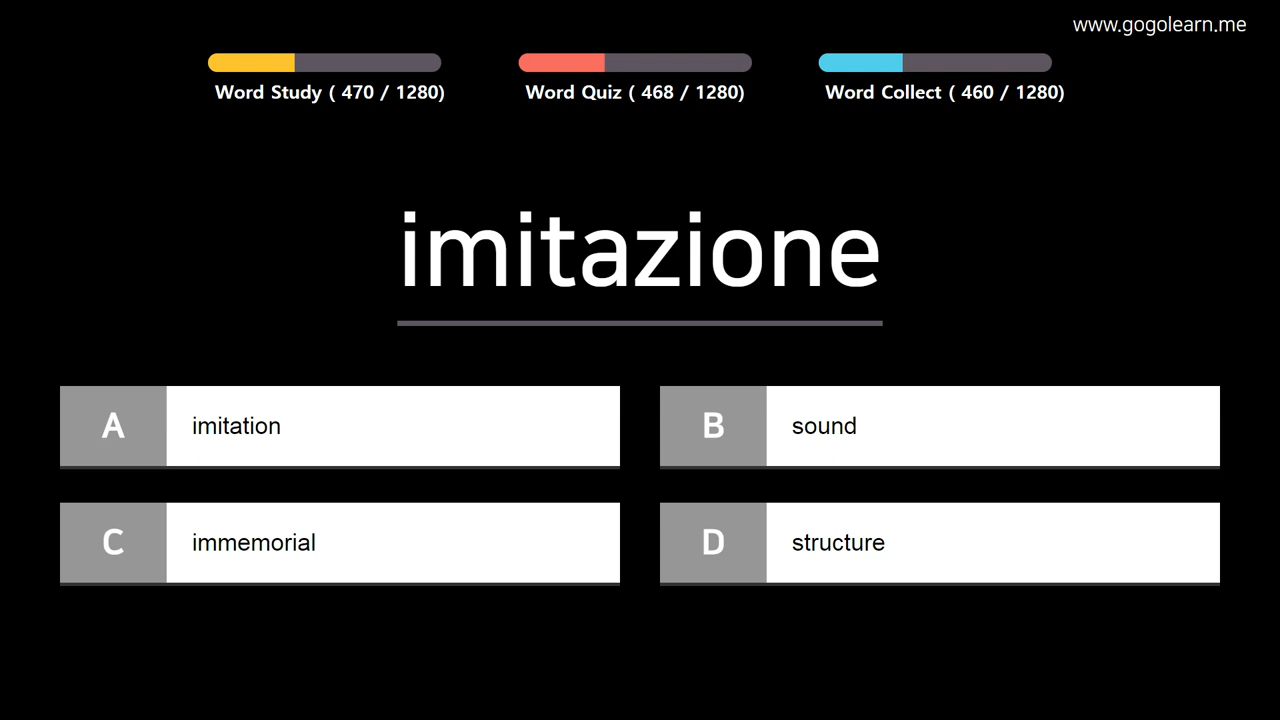 www.gogolearn.me
Word Study ( 470 / 1280)
Word Quiz ( 468 / 1280)
Word Collect ( 460 / 1280)
imitazione
A imitation
B sound
C immemorial
D structure